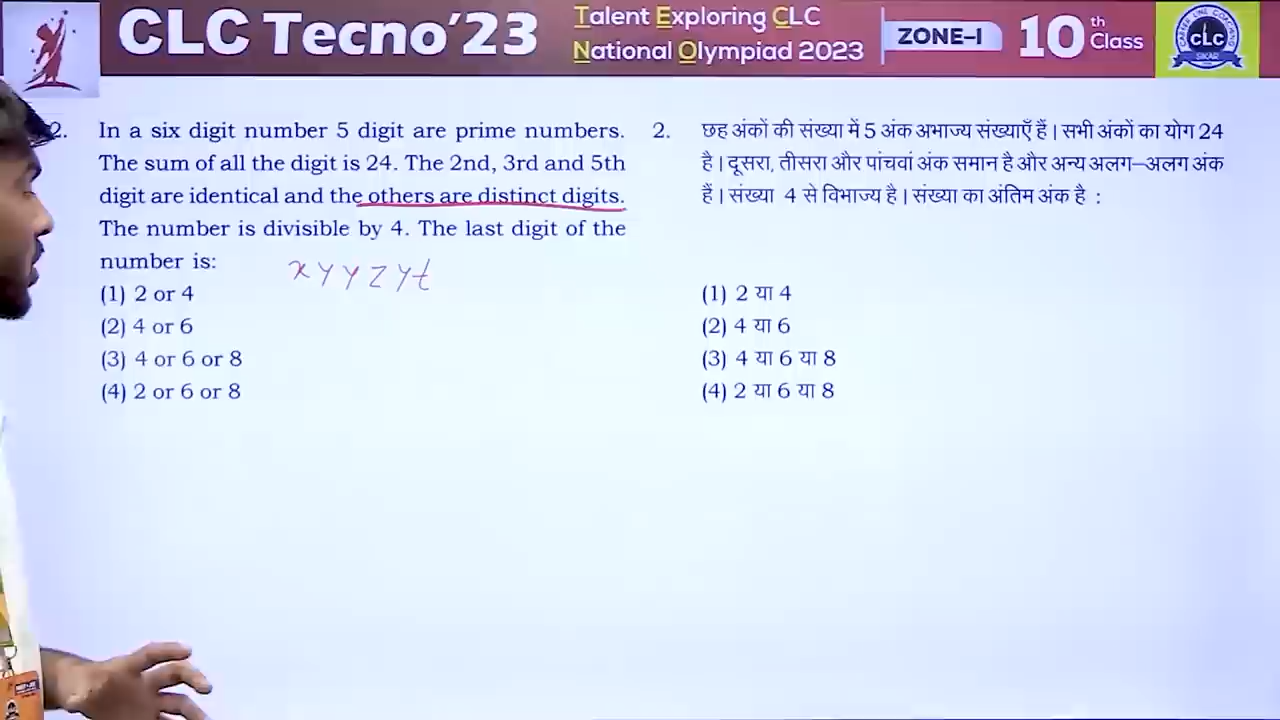 CLC Tecno'23
Talent Exploring CLC
National Olympiad 2023
ZONE–I
10th Class
CLC
SIKAR
2. In a six digit number 5 digit are prime numbers.
The sum of all the digit is 24. The 2nd, 3rd and 5th
digit are identical and the others are distinct digits.
The number is divisible by 4. The last digit of the
number is:
x y y z y t
(1) 2 or 4
(2) 4 or 6
(3) 4 or 6 or 8
(4) 2 or 6 or 8
2. छह अंकों की संख्या में 5 अंक अभाज्य संख्याएँ हैं। सभी अंकों का योग 24
है। दूसरा, तीसरा और पांचवां अंक समान है और अन्य अलग–अलग अंक
हैं। संख्या 4 से विभाज्य है। संख्या का अंतिम अंक है :
(1) 2 या 4
(2) 4 या 6
(3) 4 या 6 या 8
(4) 2 या 6 या 8